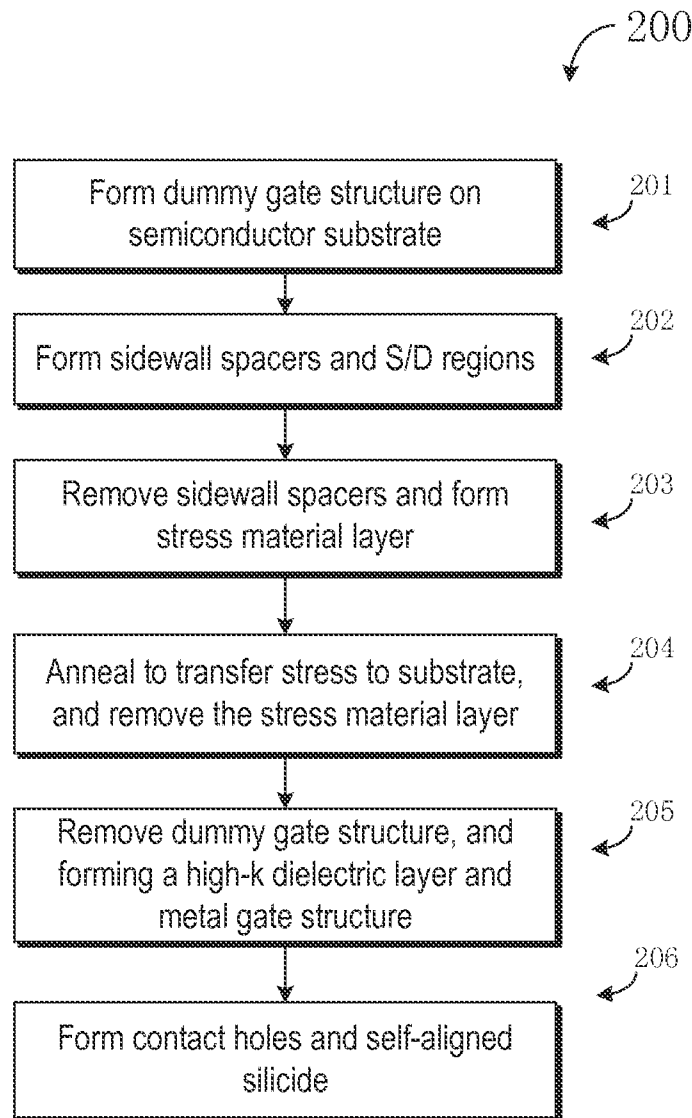 200
Form dummy gate structure on
semiconductor substrate
201
Form sidewall spacers and S/D regions
202
Remove sidewall spacers and form
stress material layer
203
Anneal to transfer stress to substrate,
and remove the stress material layer
204
Remove dummy gate structure, and
forming a high-k dielectric layer and
metal gate structure
205
Form contact holes and self-aligned
silicide
206